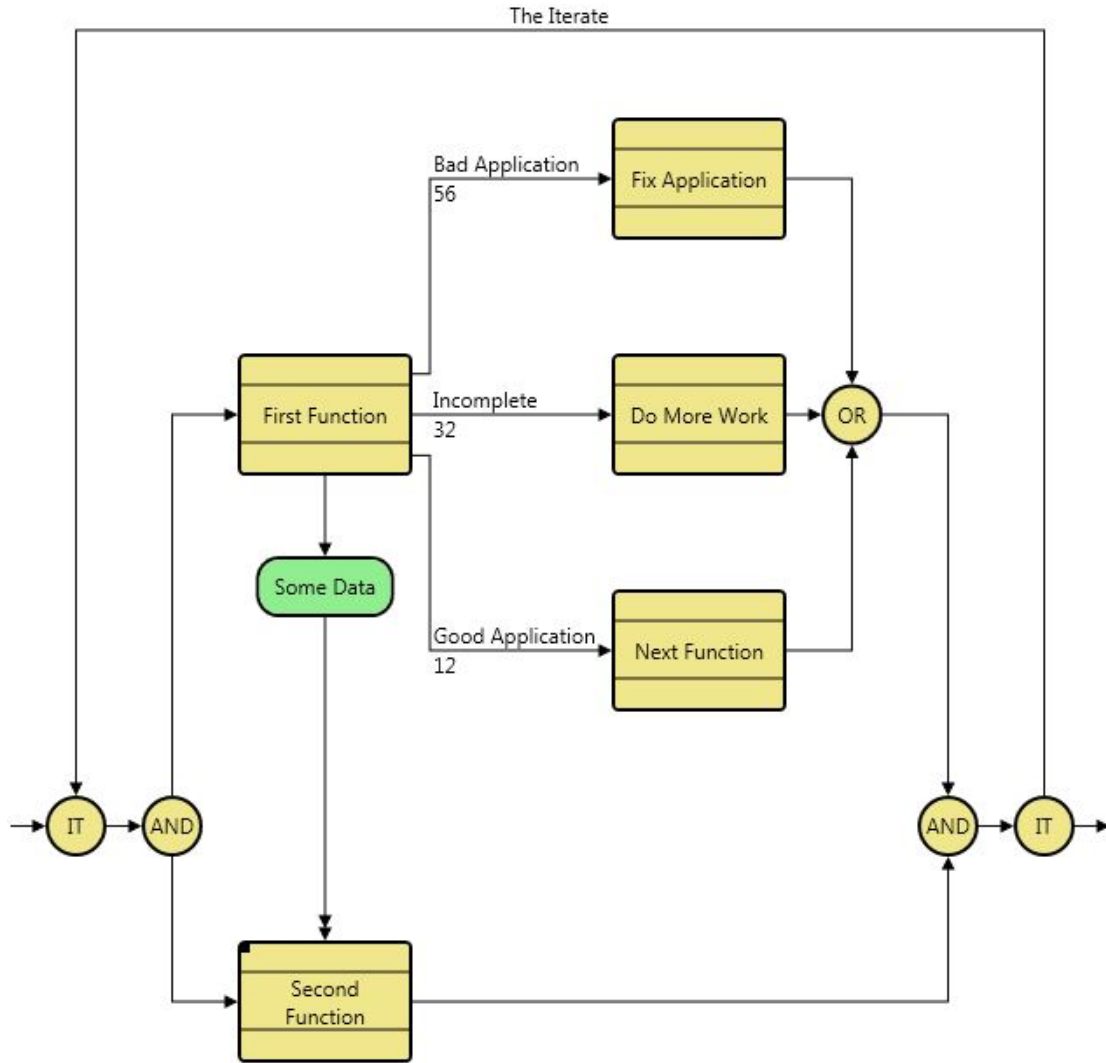 The Iterate
Bad Application
56
Fix Application
First Function
Incomplete
32
Do More Work
OR
Some Data
Good Application
12
Next Function
IT
AND
AND
IT
Second
Function